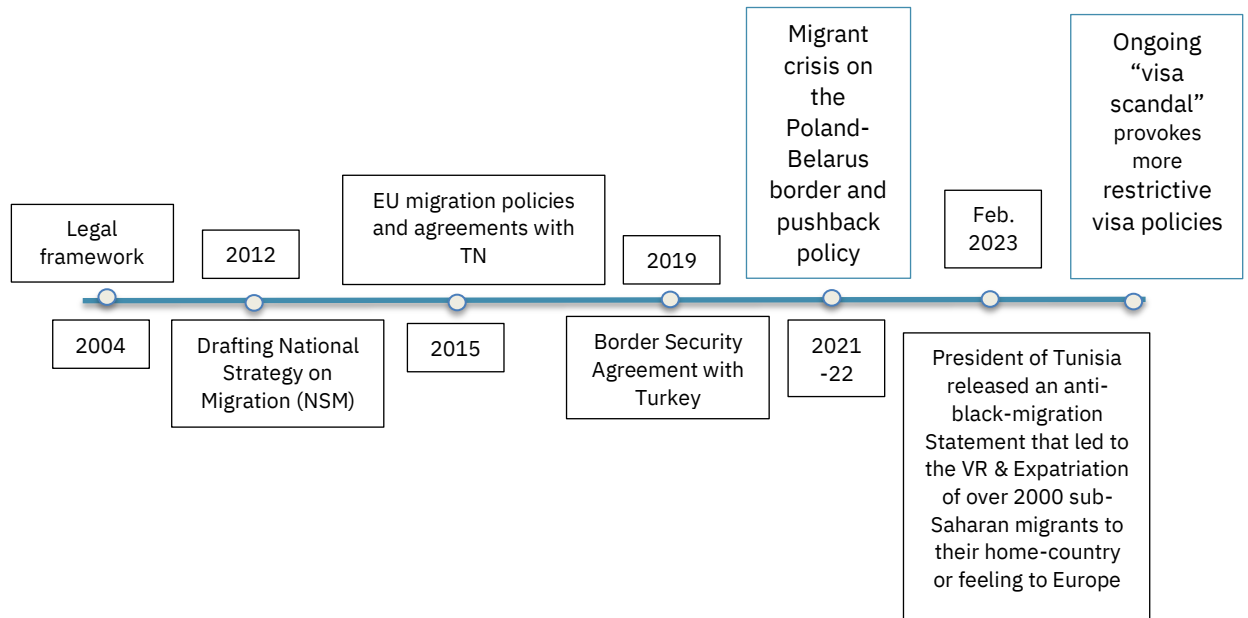 Legal
framework
2004
2012
Drafting National
Strategy on
Migration (NSM)
EU migration policies
and agreements with
TN
2015
2019
Border Security
Agreement with
Turkey
Migrant
crisis on
the
Poland-
Belarus
border and
pushback
policy
2021
-22
Feb.
2023
President of Tunisia
released an anti-
black-migration
Statement that led to
the VR & Expatriation
of over 2000 sub-
Saharan migrants to
their home-country
or feeling to Europe
Ongoing
“visa
scandal”
provokes
more
restrictive
visa policies